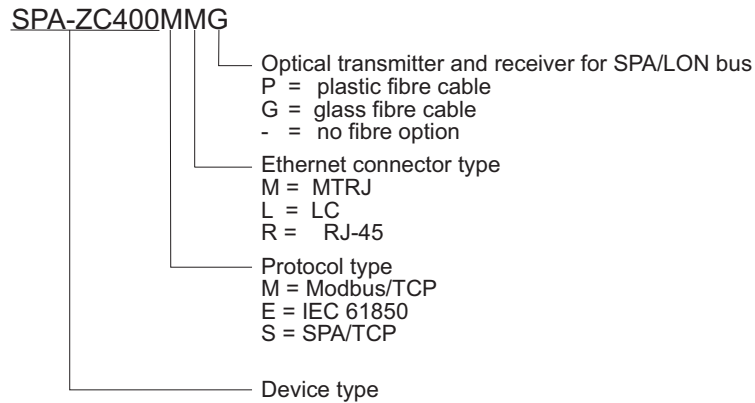 SPA-ZC400MMG
Optical transmitter and receiver for SPA/LON bus
P = plastic fibre cable
G = glass fibre cable
- = no fibre option
Ethernet connector type
M = MTRJ
L = LC
R = RJ-45
Protocol type
M = Modbus/TCP
E = IEC 61850
S = SPA/TCP
Device type